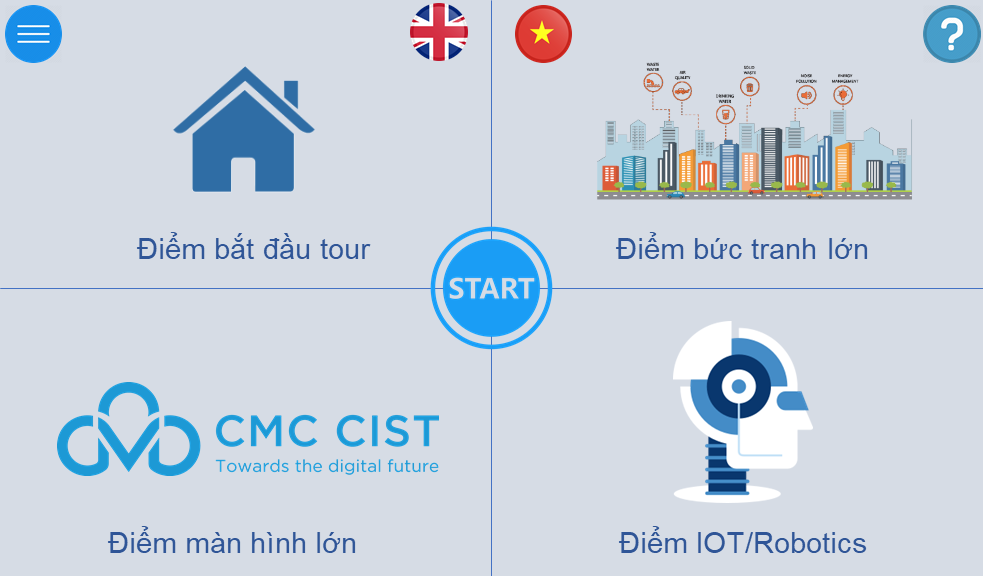 ?
WASTE
WATER
AIR
QUALITY
DRINKING
WATER
SOLID
WASTE
NOISE
POLLUTION
ENERGY
MANAGEMENT
Điểm bắt đầu tour
Điểm bức tranh lớn
START
CMC CIST
Towards the digital future
Điểm màn hình lớn
Điểm IOT/Robotics